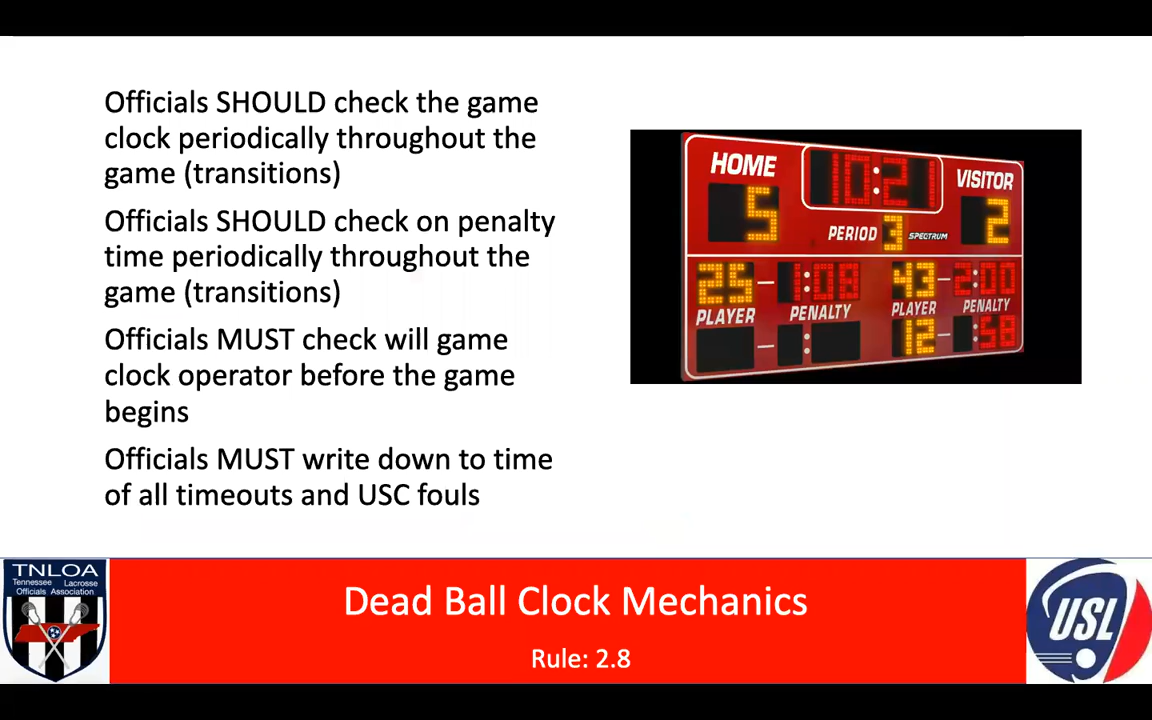 Officials SHOULD check the game
clock periodically throughout the
game (transitions)
Officials SHOULD check on penalty
time periodically throughout the
game (transitions)
Officials MUST check will game
clock operator before the game
begins
Officials MUST write down to time
of all timeouts and USC fouls
HOME
10:21
VISITOR
5
2
PERIOD 3 SPECTRUM
25 - 1:08 43 - 2:00
PLAYER PENALTY PLAYER PENALTY
- : 12 - :58
TNLOA
Tennessee Lacrosse
Officials Association
Dead Ball Clock Mechanics
Rule: 2.8
USL